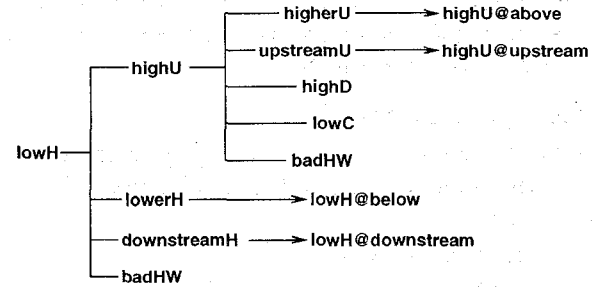 higherU highU@above
upstreamU highU@upstream
highU
highD
lowC
lowH
badHW
lowerH lowH@below
downstreamH lowH@downstream
badHW